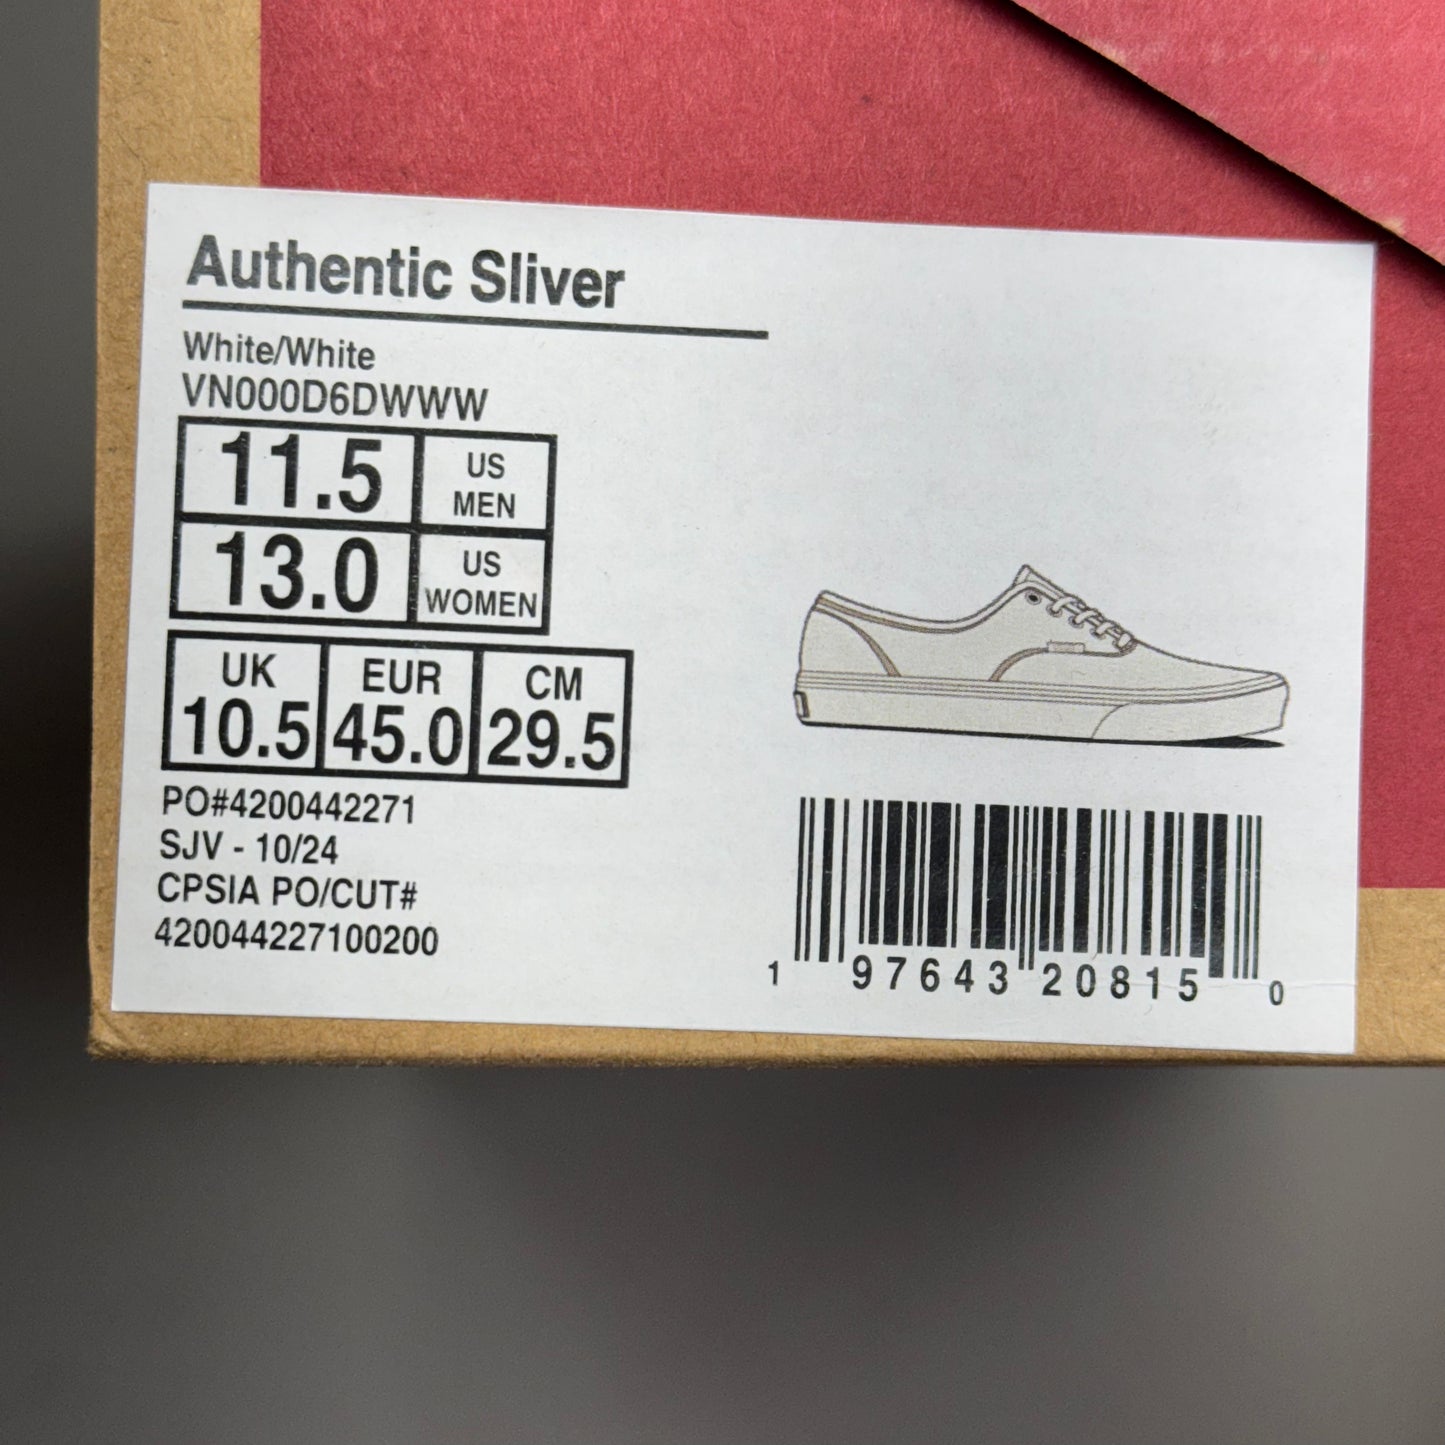 Authentic Sliver
White/White
VN000D6DWWW
11.5 US MEN
13.0 US WOMEN
UK EUR CM
10.5 45.0 29.5
PO#4200442271
SJV - 10/24
CPSIA PO/CUT#
420044227100200
1 97643 20815 0